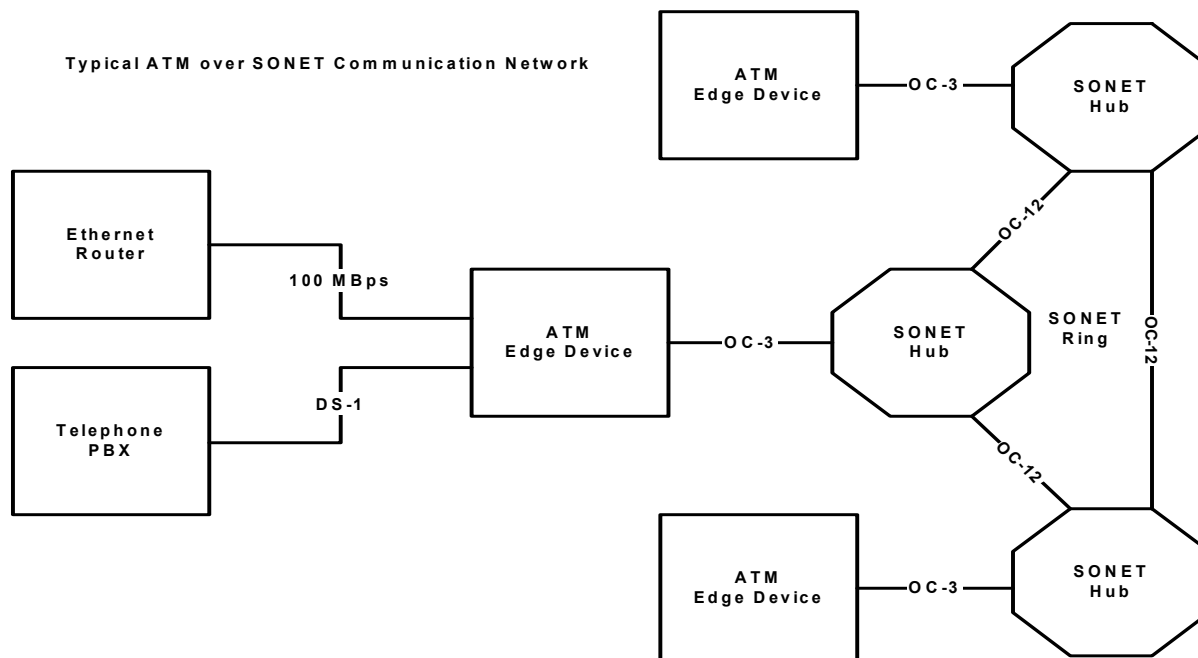 Typical ATM over SONET Communication Network
ATM
Edge Device
OC-3
SONET
Hub
OC-12
Ethernet
Router
100 MBps
ATM
Edge Device
OC-3
SONET
Hub
SONET
Ring
OC-12
Telephone
PBX
DS-1
OC-12
ATM
Edge Device
OC-3
SONET
Hub